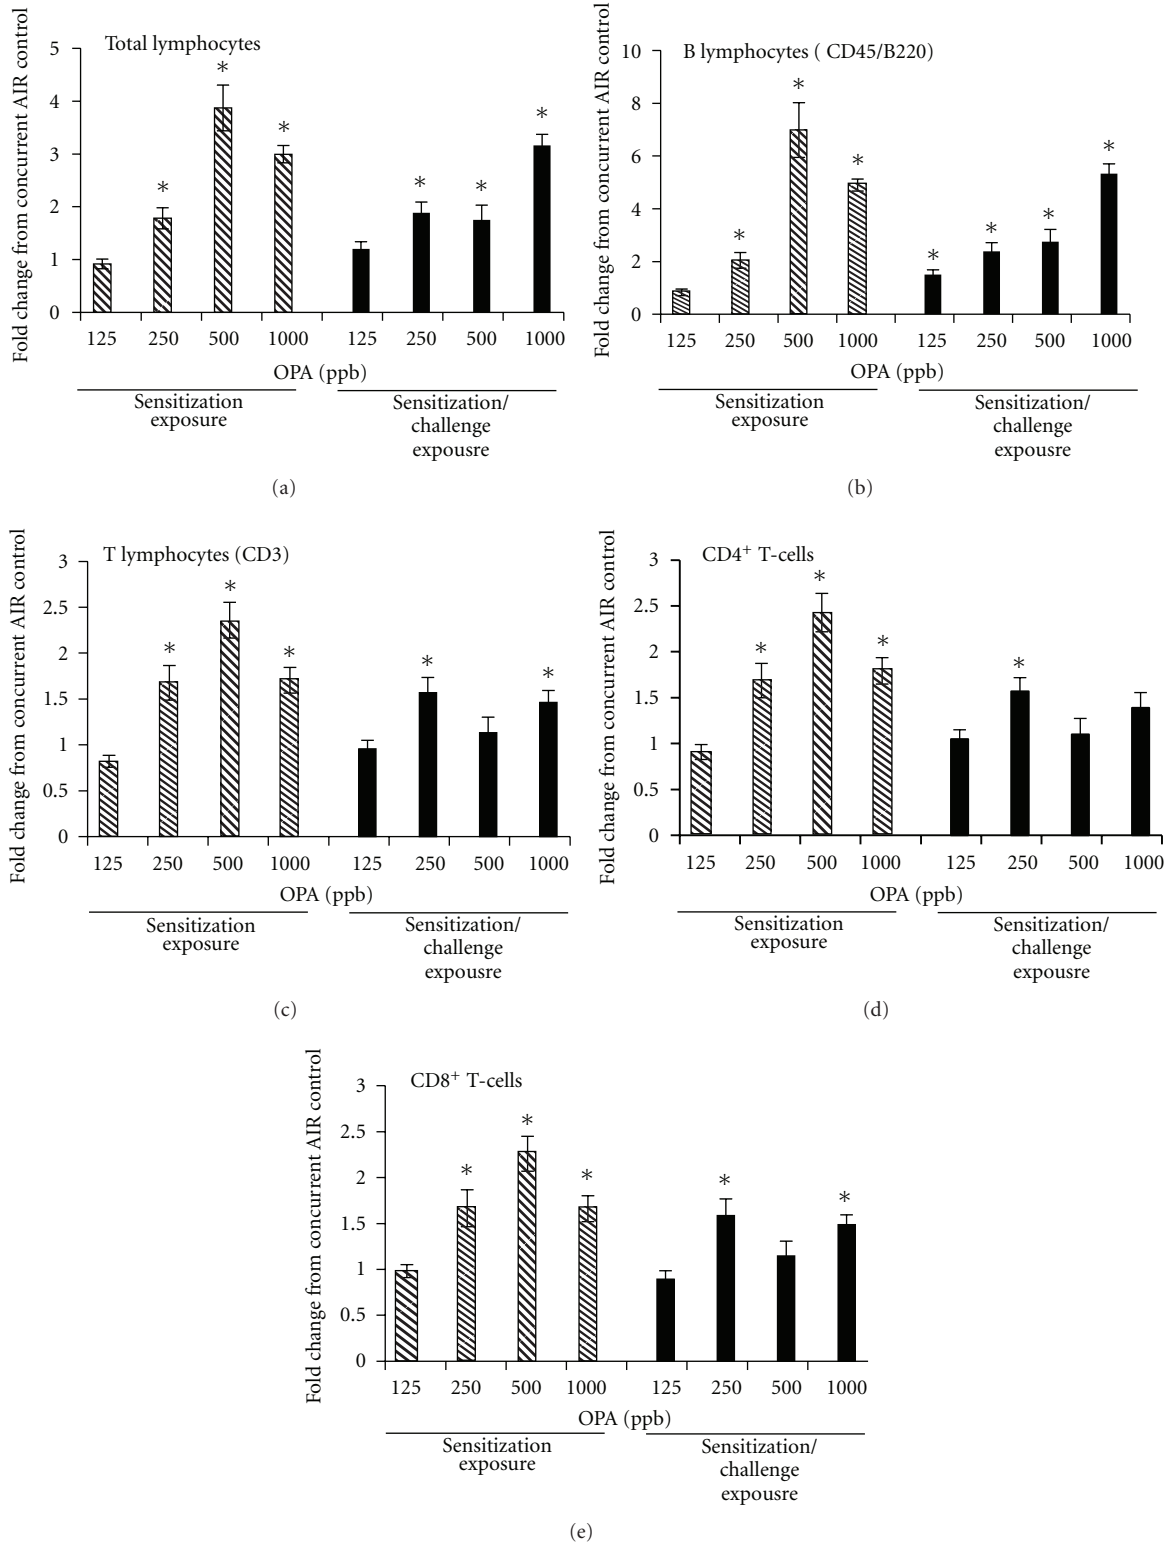 Total lymphocytes
Fold change from concurrent AIR control
5
4
3
2
1
0
* * * * * *
125 250 500 1000 125 250 500 1000
OPA (ppb)
Sensitization
exposure
Sensitization/
challenge
expousre
(a)
B lymphocytes ( CD45/B220)
Fold change from concurrent AIR control
10
8
6
4
2
0
* * * * * * *
125 250 500 1000 125 250 500 1000
OPA (ppb)
Sensitization
exposure
Sensitization/
challenge
expousre
(b)
T lymphocytes (CD3)
Fold change from concurrent AIR control
3
2.5
2
1.5
1
0.5
0
* * * * *
125 250 500 1000 125 250 500 1000
OPA (ppb)
Sensitization
exposure
Sensitization/
challenge
expousre
(c)
CD4+ T-cells
Fold change from concurrent AIR control
3
2.5
2
1.5
1
0.5
0
* * * *
125 250 500 1000 125 250 500 1000
OPA (ppb)
Sensitization
exposure
Sensitization/
challenge
expousre
(d)
CD8+ T-cells
Fold change from concurrent AIR control
3
2.5
2
1.5
1
0.5
0
* * * * *
125 250 500 1000 125 250 500 1000
OPA (ppb)
Sensitization
exposure
Sensitization/
challenge
expousre
(e)